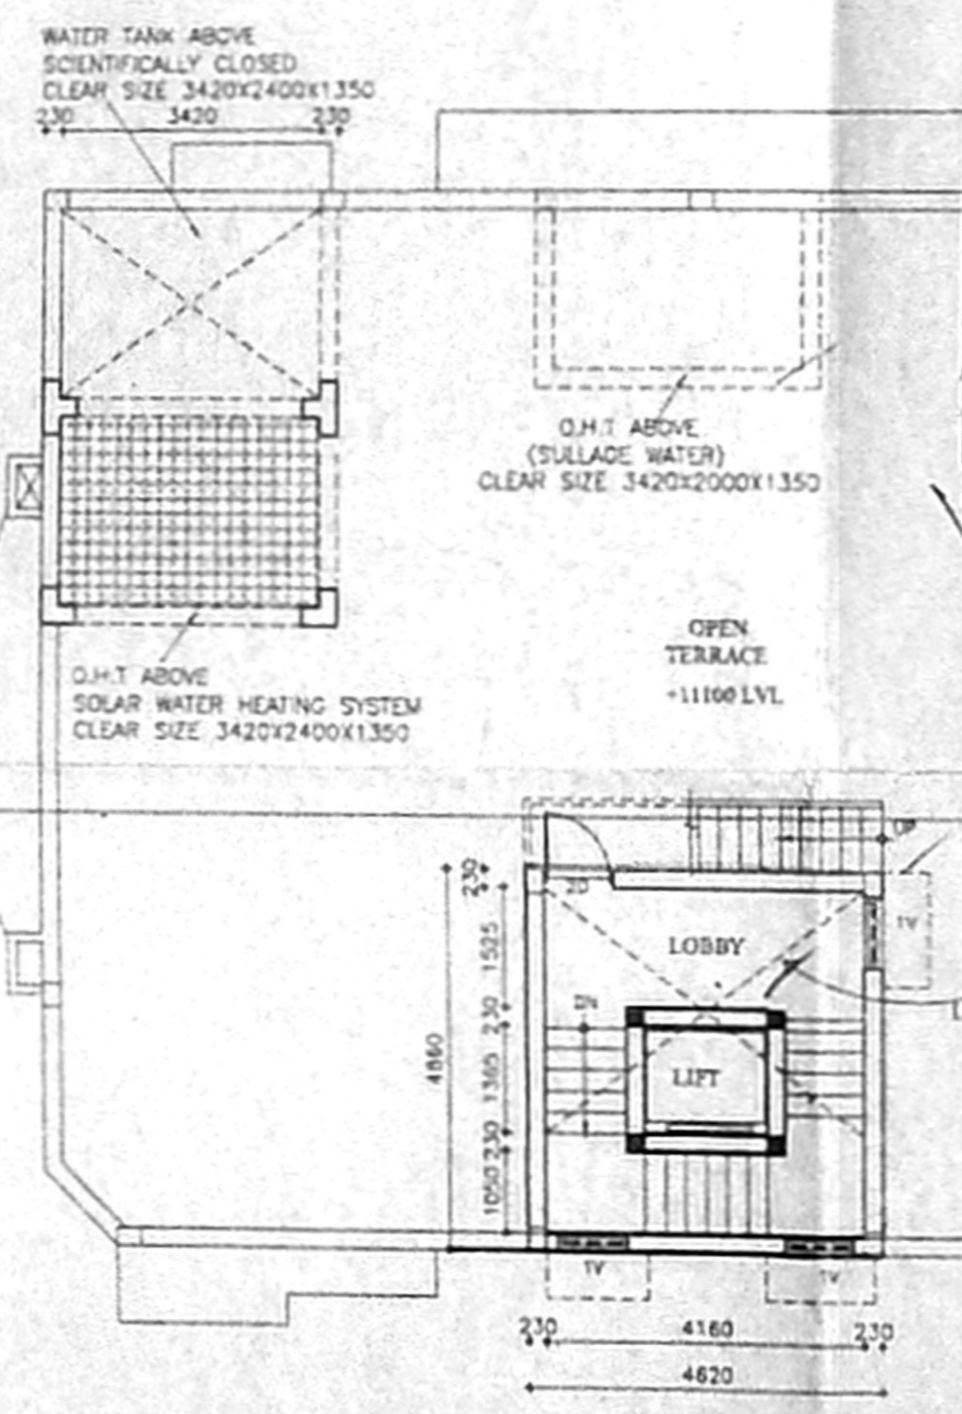 WATER TANK ABOVE
SCIENTIFICALLY CLOSED
CLEAR SIZE 3420X2400X1350
230 3420 230
O.H.T ABOVE
(SULLAGE WATER)
CLEAR SIZE 3420X2000X1350
OPEN
TERRACE
+11100 LVL
O.H.T ABOVE
SOLAR WATER HEATING SYSTEM
CLEAR SIZE 3420X2400X1350
UP
230
TV
1525
LOBBY
230
4860
1365
LIFT
230
1050
TV TV
230 4160 230
4620